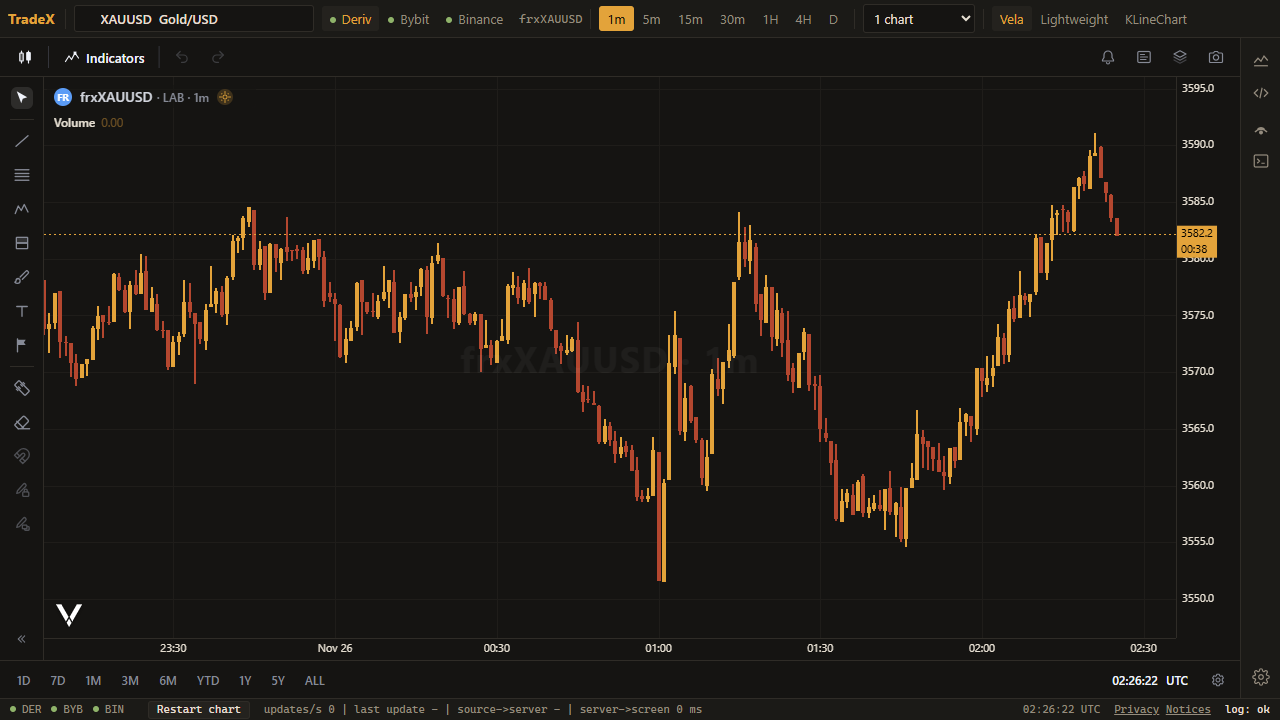 TradeX XAUUSD Gold/USD Deriv Bybit Binance frxXAUUSD 1m 5m 15m 30m 1H 4H D 1 chart Vela Lightweight KLineChart
Indicators
FR frxXAUUSD · LAB · 1m
Volume 0.00
frxXAUUSD · 1m
3595.0
3590.0
3585.0
3582.2
00:38
3580.0
3575.0
3570.0
3565.0
3560.0
3555.0
3550.0
23:30 Nov 26 00:30 01:00 01:30 02:00 02:30
1D 7D 1M 3M 6M YTD 1Y 5Y ALL 02:26:22 UTC
DER BYB BIN Restart chart updates/s 0 | last update − | source->server − | server->screen 0 ms 02:26:22 UTC Privacy Notices log: ok